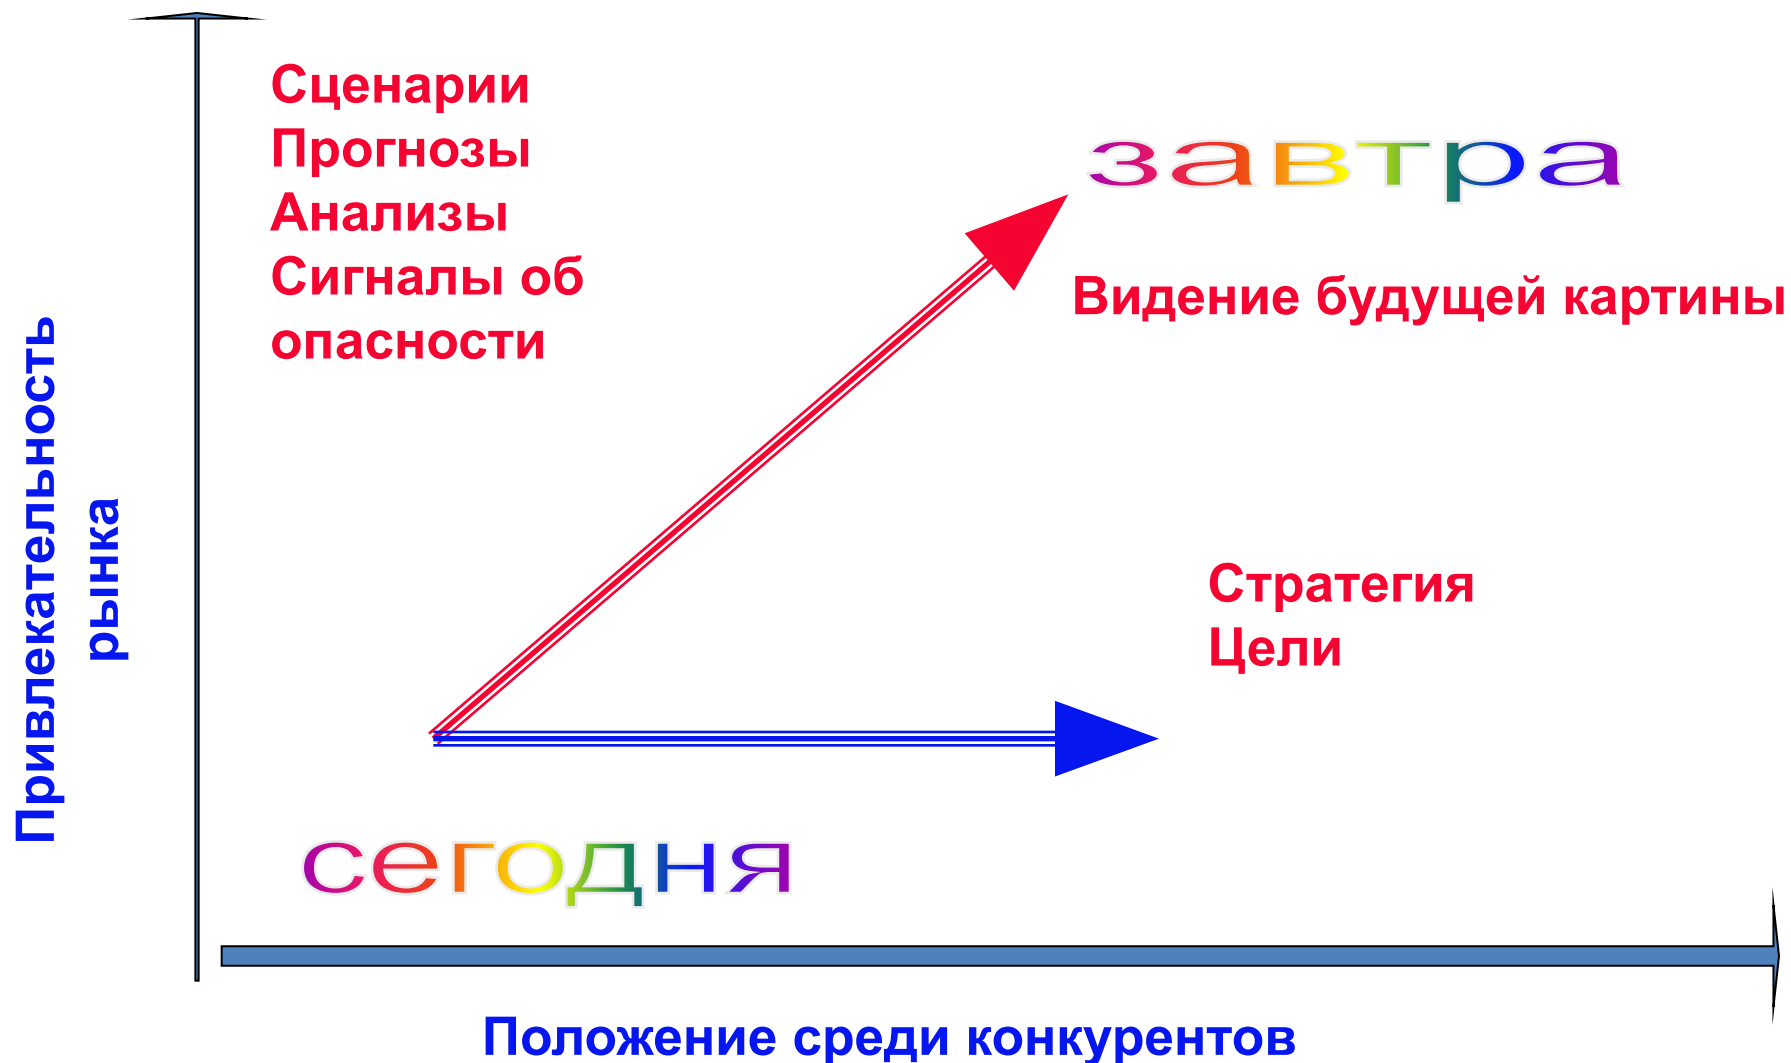 Сценарии
Прогнозы
Анализы
Сигналы об
опасности
завтра
Видение будущей картины
Привлекательность
рынка
Стратегия
Цели
сегодня
Положение среди конкурентов